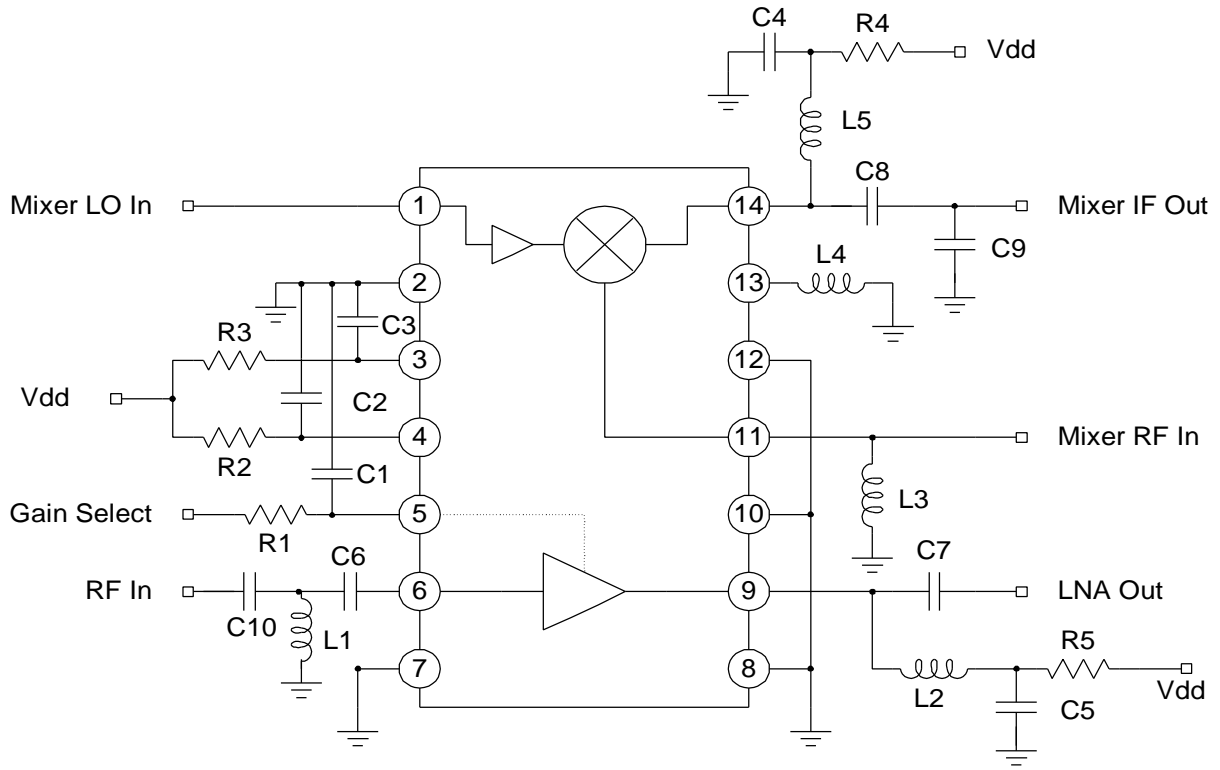 C4
R4
Vdd
L5
C8
Mixer LO In
1
14
Mixer IF Out
C9
L4
2
13
R3
C3
3
12
Vdd
C2
4
11
Mixer RF In
R2
C1
Gain Select
5
10
L3
R1
C7
C6
RF In
6
9
LNA Out
C10
L1
R5
7
8
L2
C5
Vdd